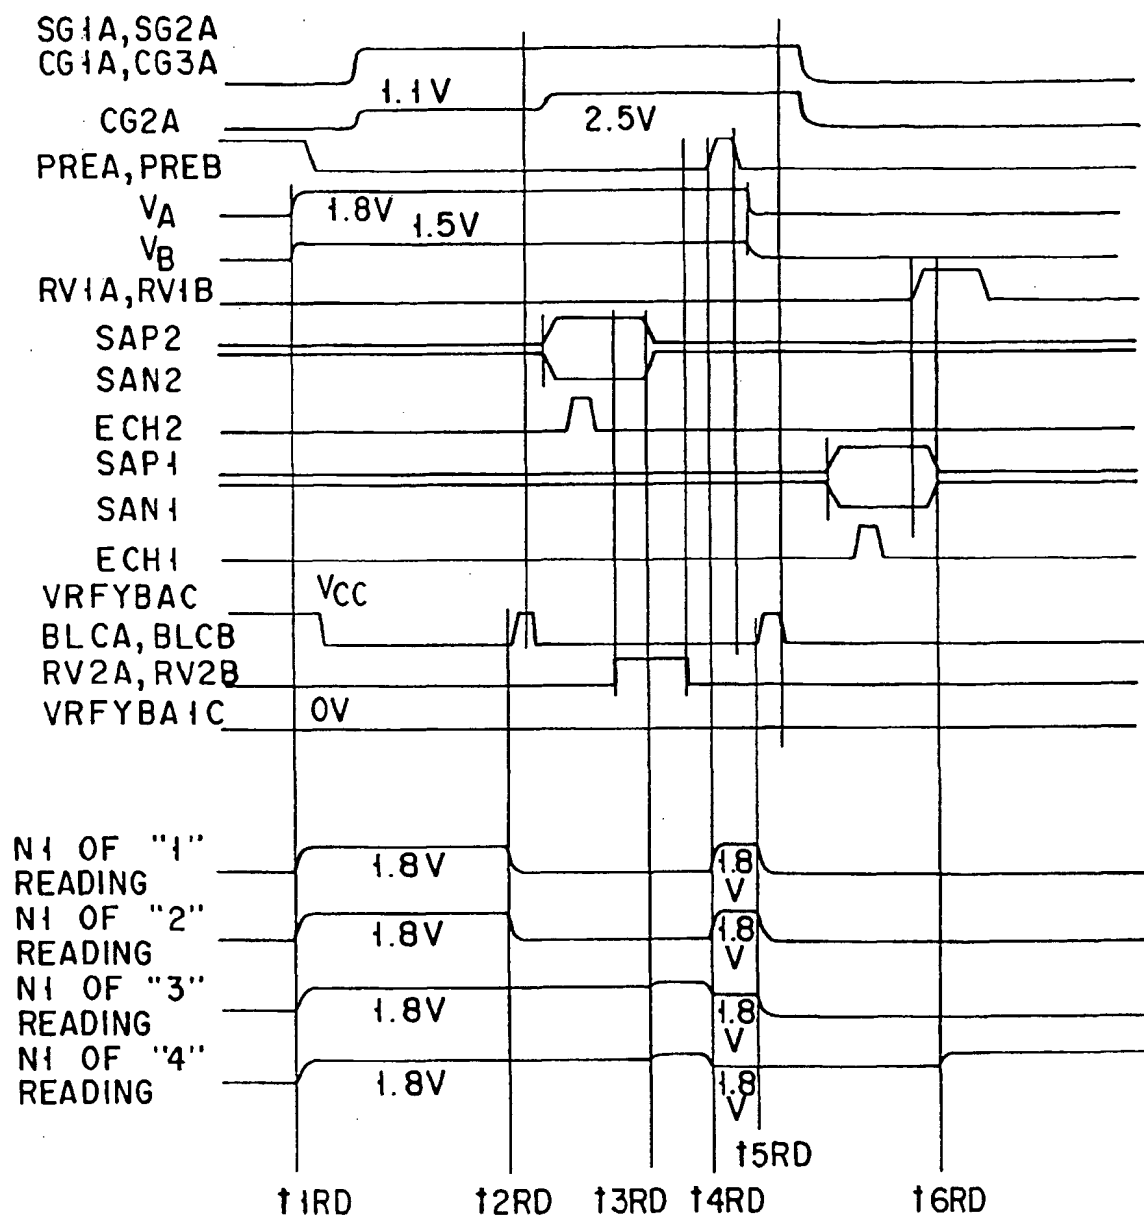 SG1A, SG2A
CG1A, CG3A
1.1V
CG2A
2.5V
PREA, PREB
VA
1.8V
1.5V
VB
RV1A, RV1B
SAP2
SAN2
ECH2
SAP1
SAN1
ECH1
VRFYBAC
VCC
BLCA, BLCB
RV2A, RV2B
VRFYBA1C
0V
N1 OF "1"
READING
1.8V
1.8
V
N1 OF "2"
READING
1.8V
1.8
V
N1 OF "3"
READING
1.8V
1.8
V
N1 OF "4"
READING
1.8V
1.8
V
t5RD
t1RD
t2RD
t3RD
t4RD
t6RD